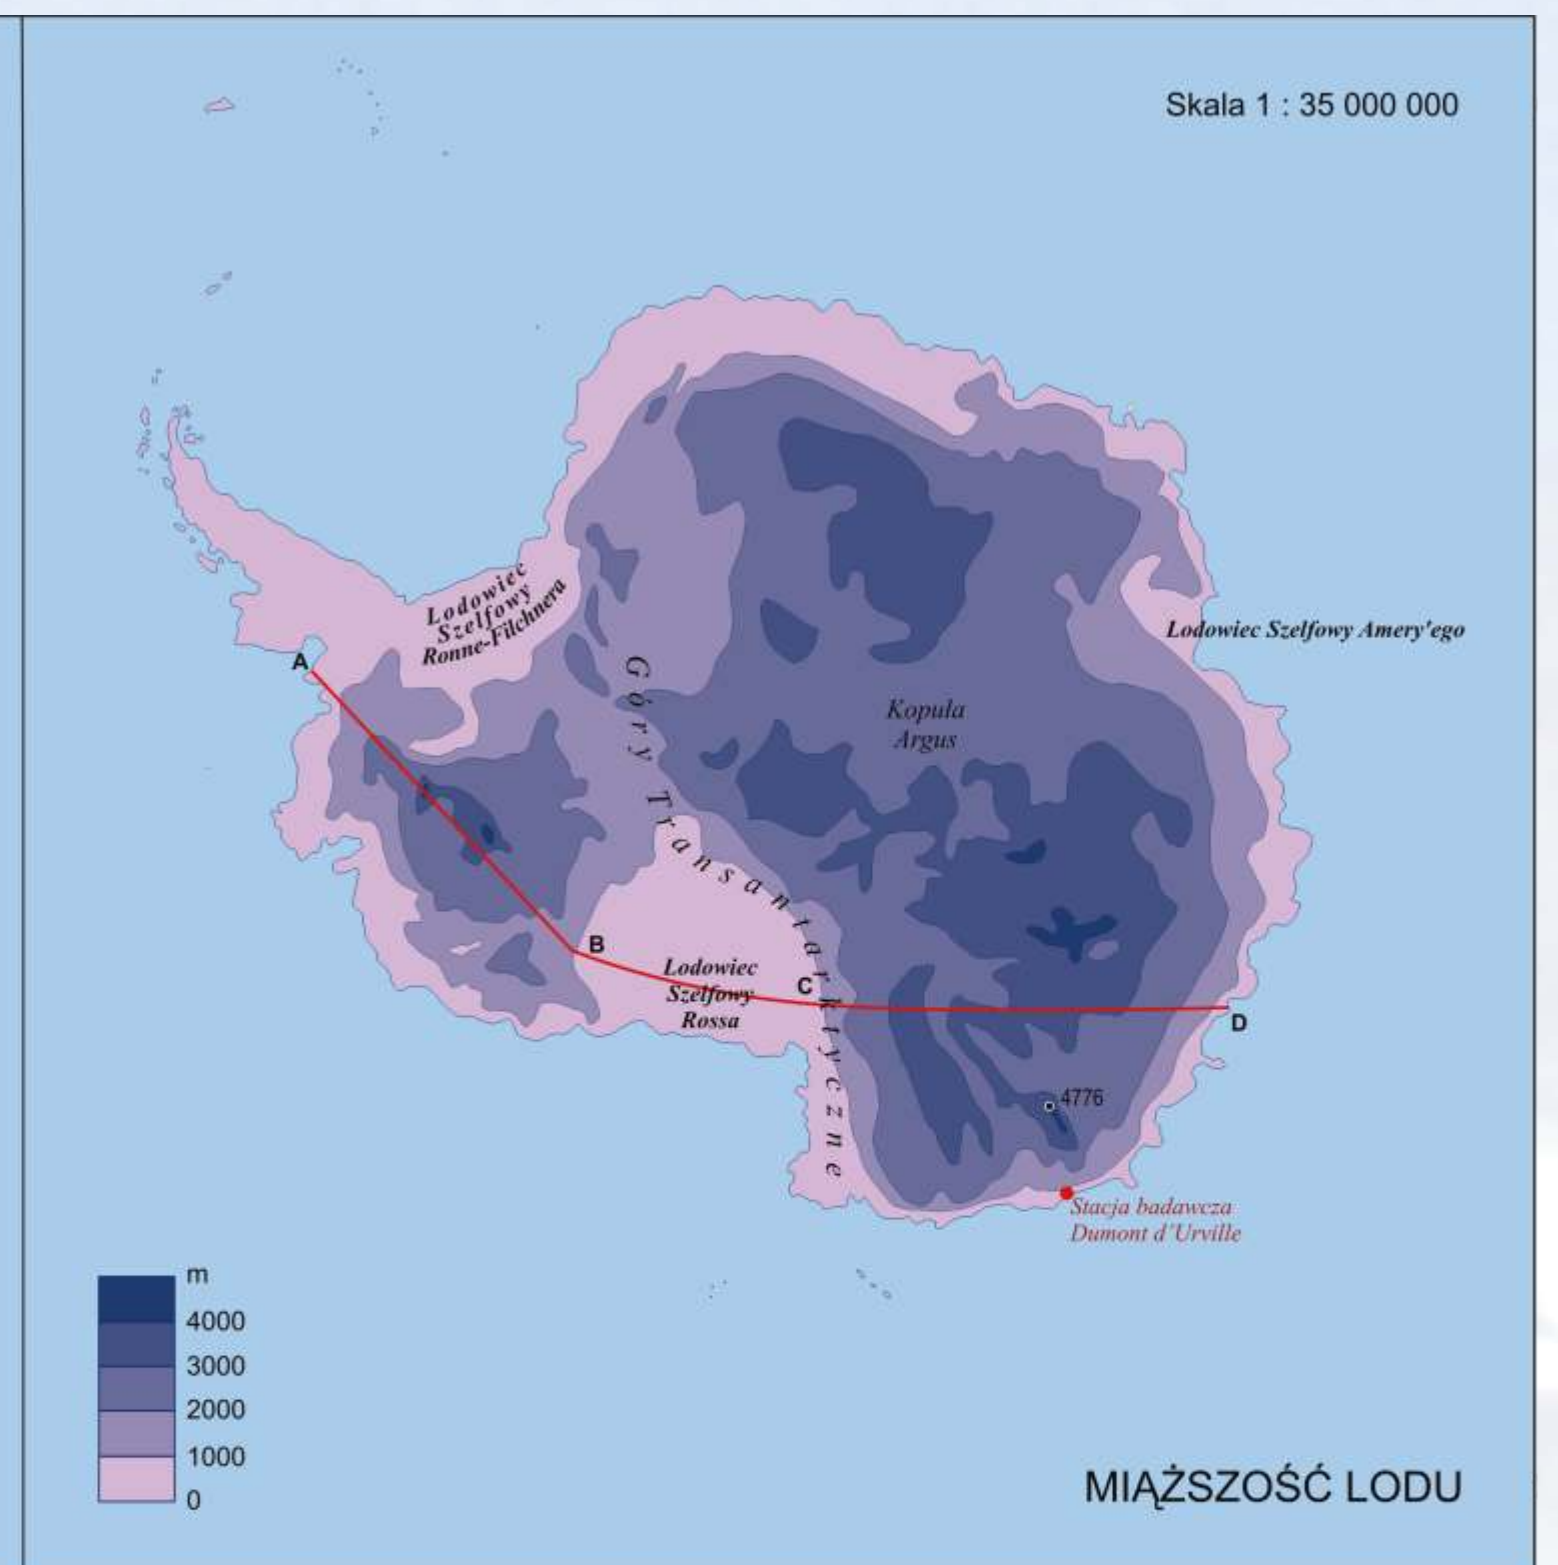 Skala 1 : 35 000 000
Lodowiec
Szelfowy
Ronne-Filchnera
Lodowiec Szelfowy Amery'ego
A
Góry Transantarktyczne
Kopuła
Argus
B
Lodowiec
Szelfowy
Rossa
C
D
4776
Stacja badawcza
Dumont d´Urville
m
4000
3000
2000
1000
0
MIĄŻSZOŚĆ LODU